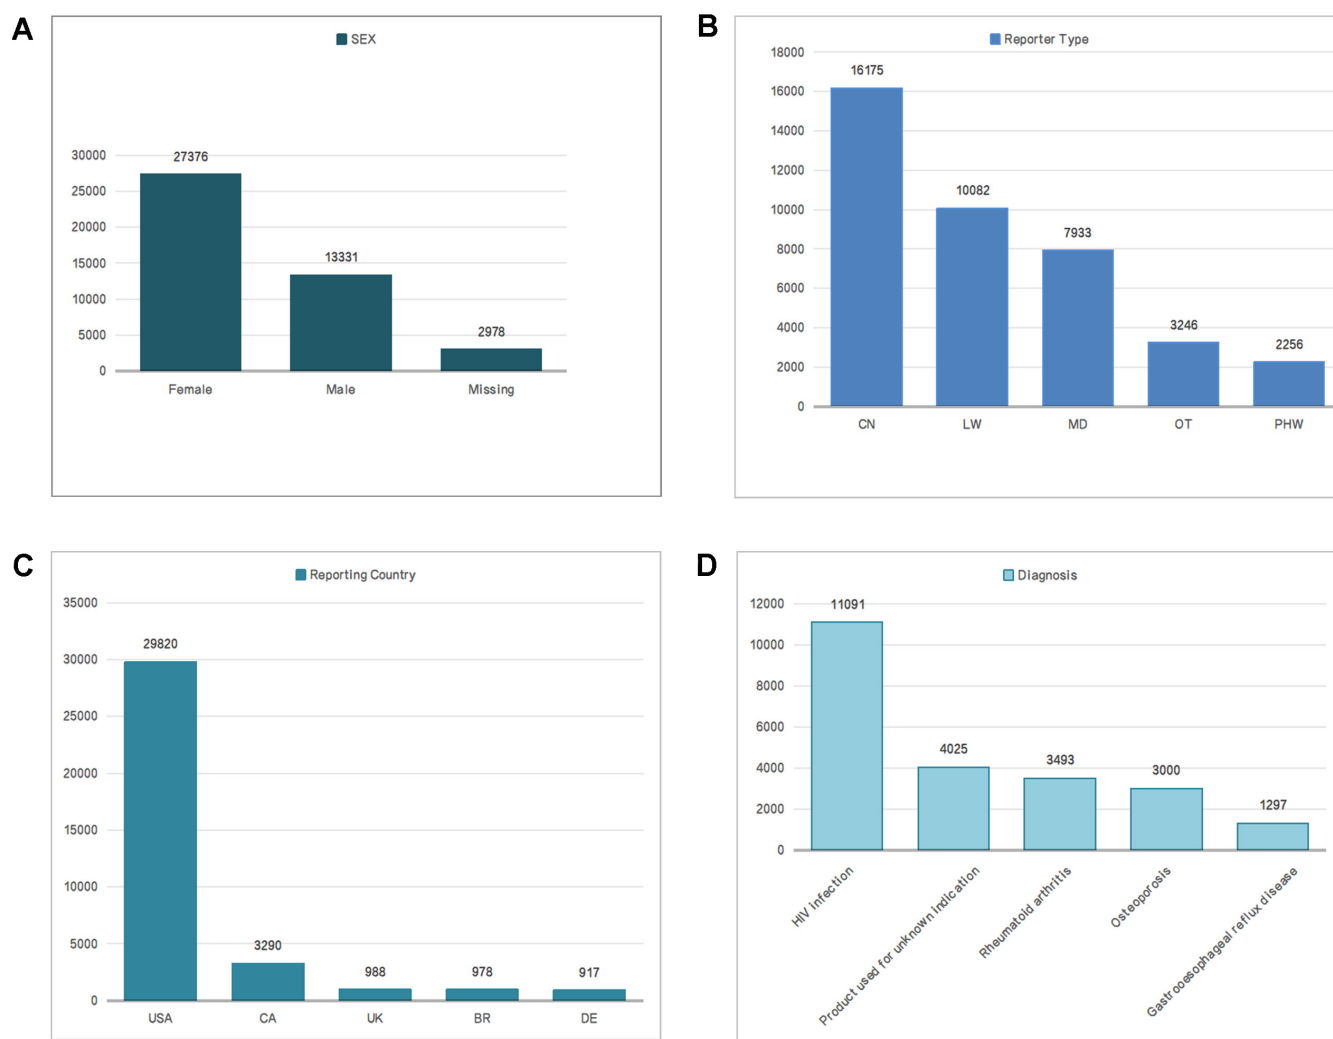 A
SEX
30000
25000
20000
15000
10000
5000
0
27376
13331
2978
Female
Male
Missing
B
Reporter Type
18000
16000
14000
12000
10000
8000
6000
4000
2000
0
16175
10082
7933
3246
2256
CN
LW
MD
OT
PHW
C
Reporting Country
35000
30000
25000
20000
15000
10000
5000
0
29820
3290
988
978
917
USA
CA
UK
BR
DE
D
Diagnosis
12000
10000
8000
6000
4000
2000
0
11091
4025
3493
3000
1297
HIV infection
Product used for unknown indication
Rheumatoid arthritis
Osteoporosis
Gastrooesophageal reflux disease